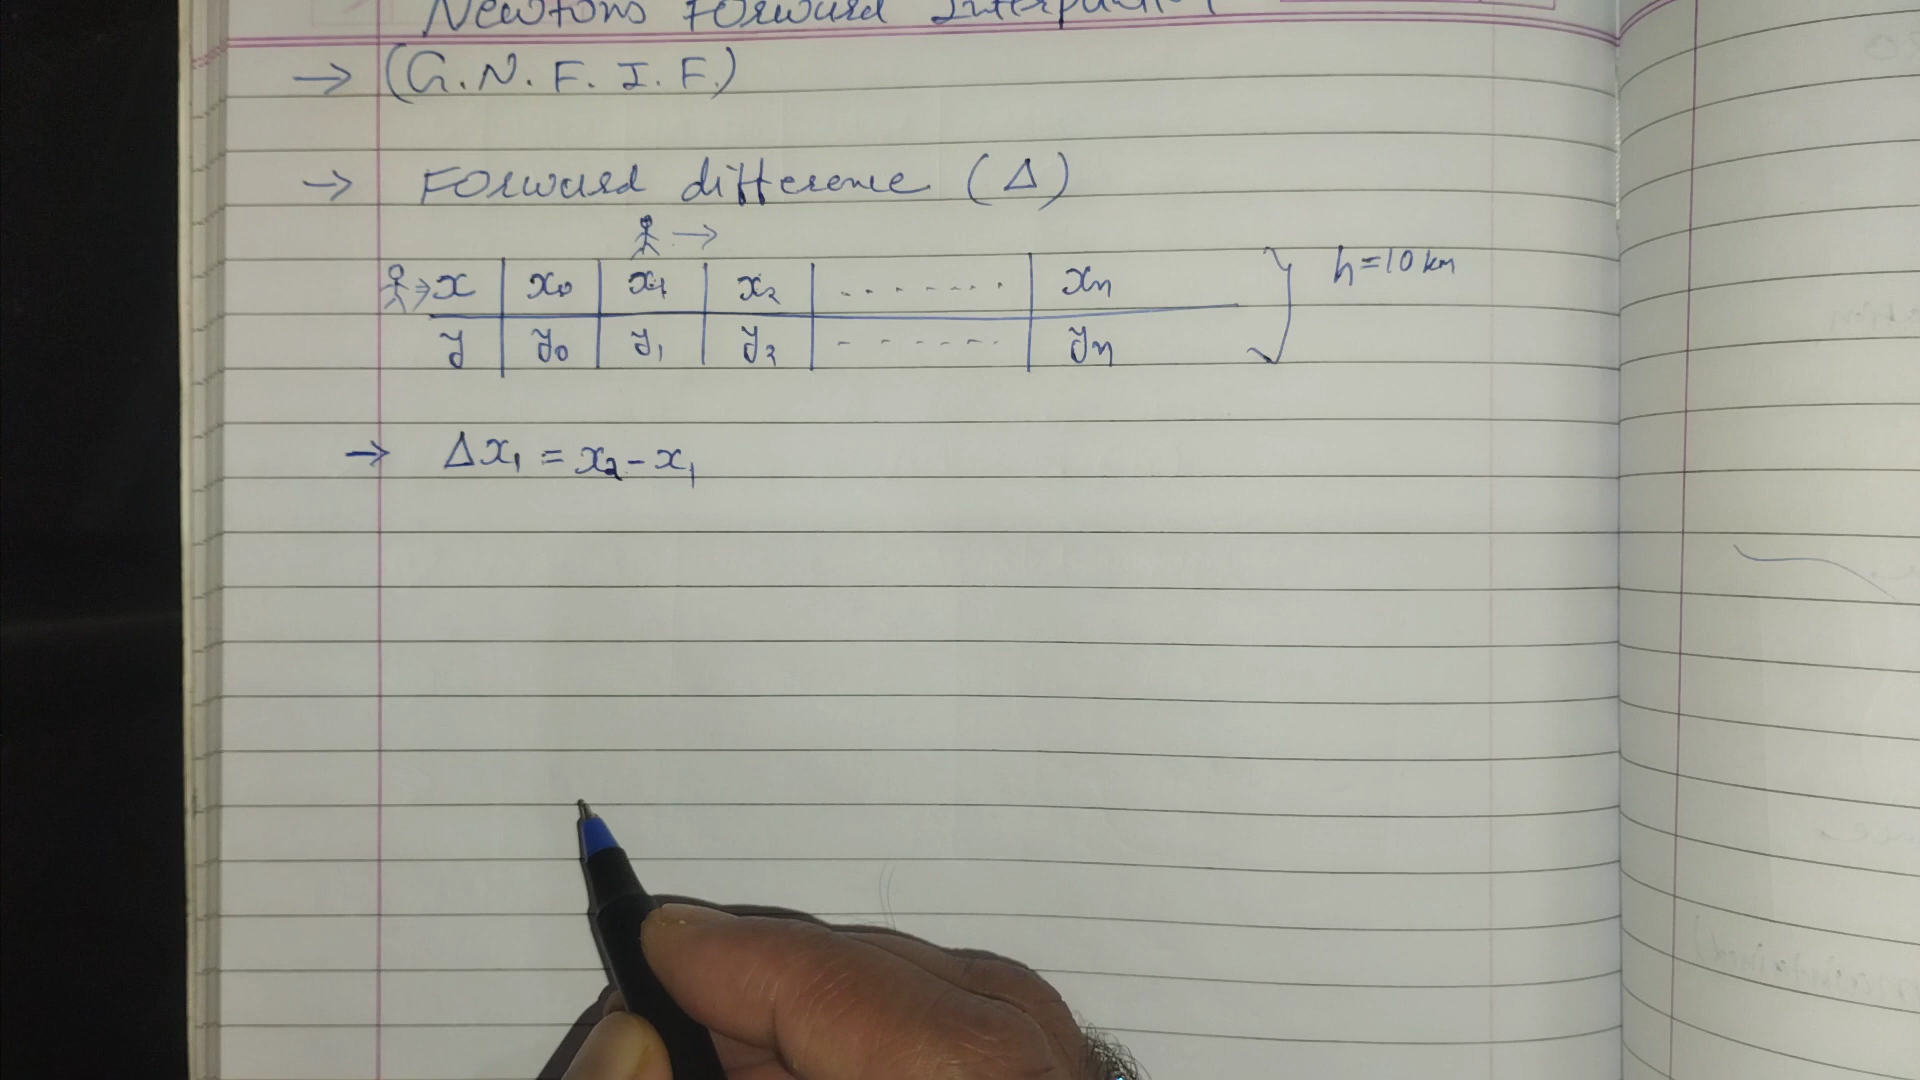 Newtons Forward
→ (G.N.F.I.F.)
→ Forward difference (Δ)
→
→ x | x₀ | x₁ | x₂ | ....... | xₙ } h=10 km
y | y₀ | y₁ | y₂ | ...... | yₙ
→ Δx₁ = x₂ - x₁